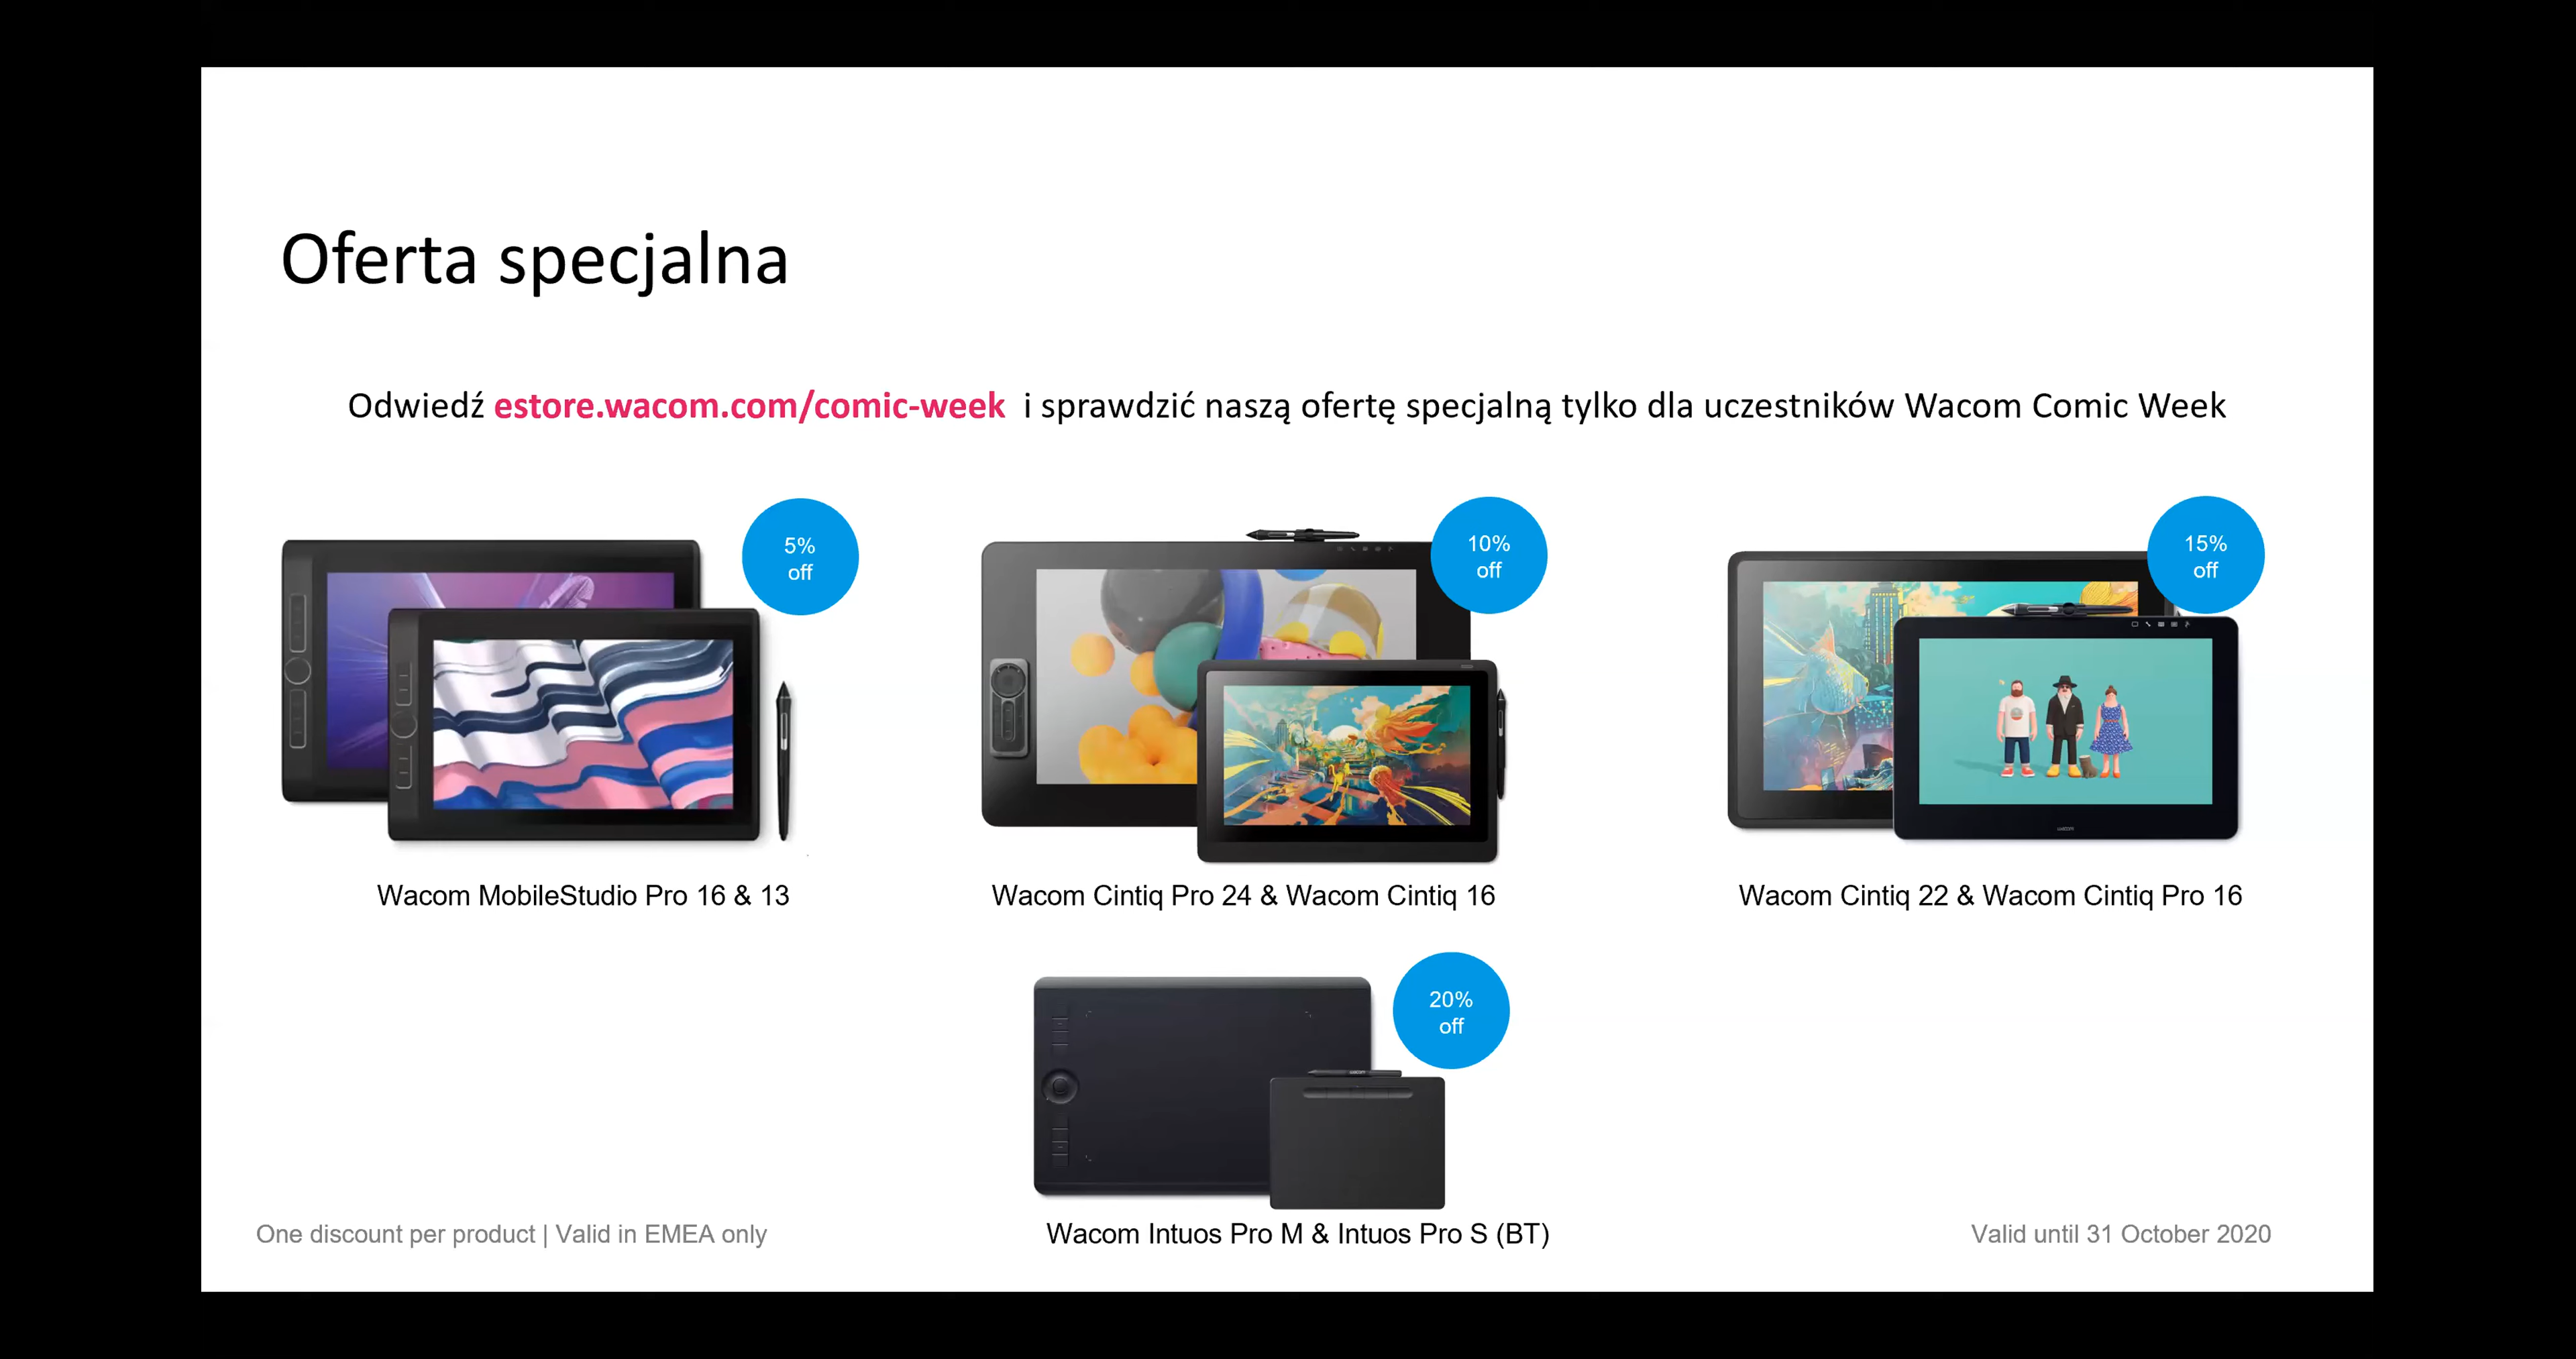 Oferta specjalna
Odwiedź estore.wacom.com/comic-week i sprawdzić naszą ofertę specjalną tylko dla uczestników Wacom Comic Week
5%
off
10%
off
15%
off
Wacom MobileStudio Pro 16 & 13
Wacom Cintiq Pro 24 & Wacom Cintiq 16
Wacom Cintiq 22 & Wacom Cintiq Pro 16
20%
off
Wacom Intuos Pro M & Intuos Pro S (BT)
One discount per product | Valid in EMEA only
Valid until 31 October 2020